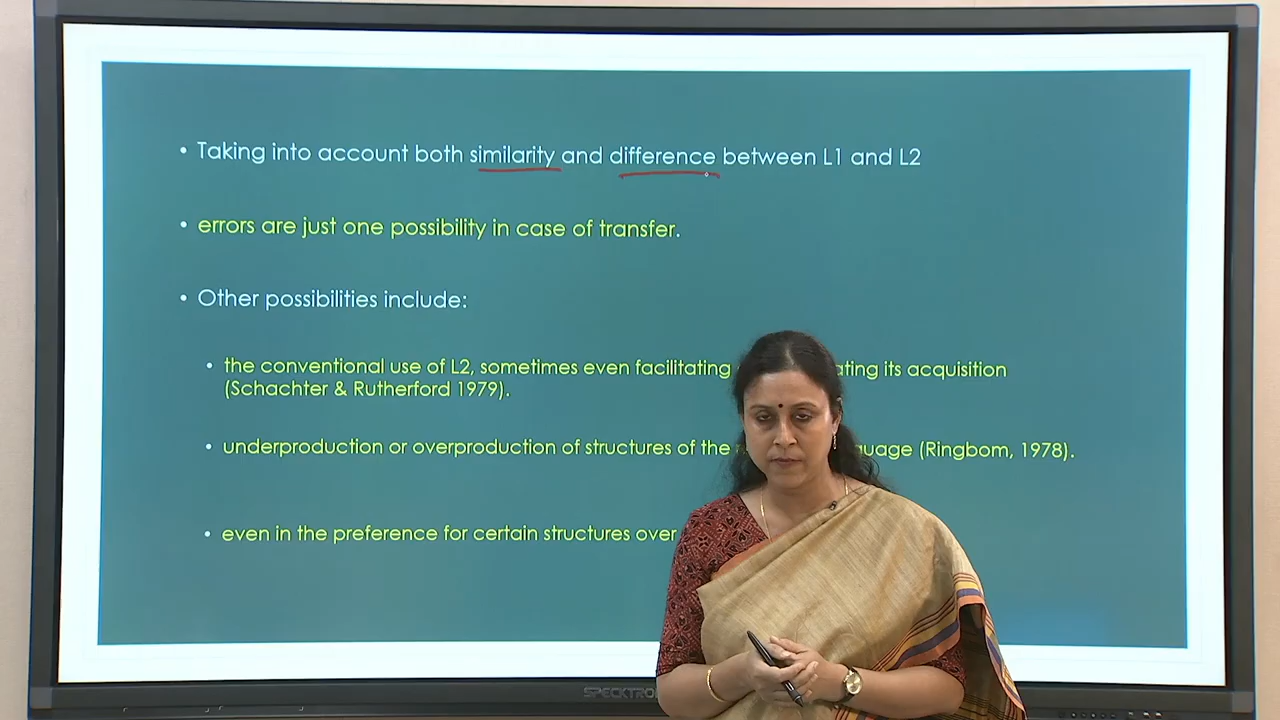 • Taking into account both similarity and difference between L1 and L2
• errors are just one possibility in case of transfer.
• Other possibilities include:
• the conventional use of L2, sometimes even facilitating ating its acquisition
(Schachter & Rutherford 1979).
• underproduction or overproduction of structures of the guage (Ringbom, 1978).
• even in the preference for certain structures over
SPECKTRO